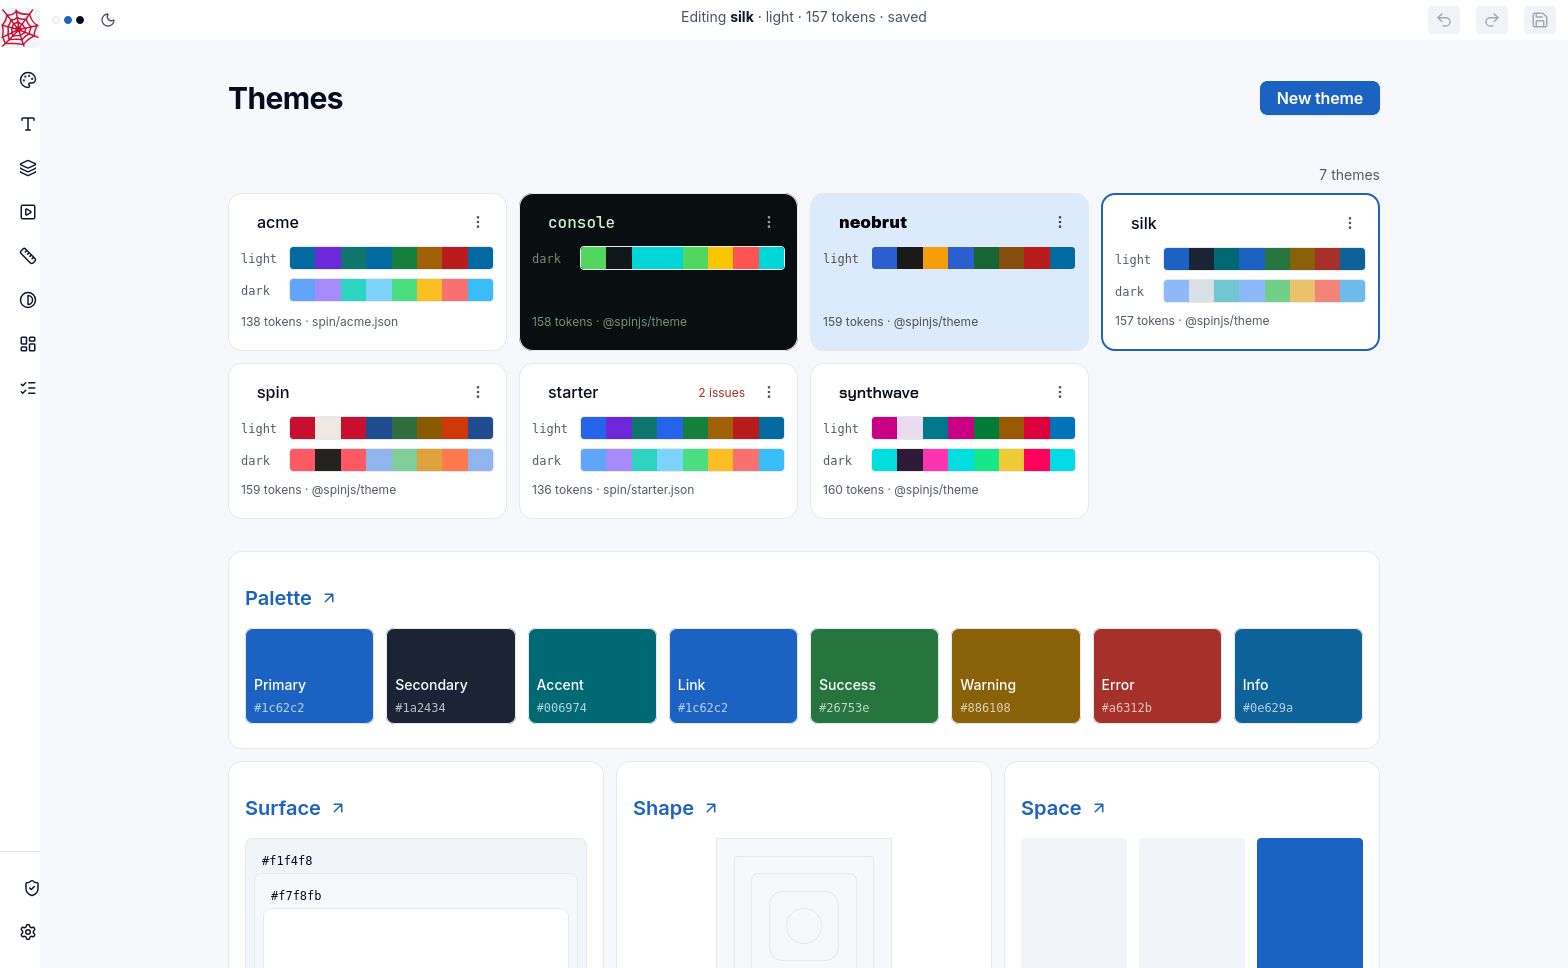 Editing silk · light · 157 tokens · saved
Themes
New theme
7 themes
acme
light
dark
138 tokens · spin/acme.json
console
dark
158 tokens · @spinjs/theme
neobrut
light
159 tokens · @spinjs/theme
silk
light
dark
157 tokens · @spinjs/theme
spin
light
dark
159 tokens · @spinjs/theme
starter
2 issues
light
dark
136 tokens · spin/starter.json
synthwave
light
dark
160 tokens · @spinjs/theme
Palette
Primary
#1c62c2
Secondary
#1a2434
Accent
#006974
Link
#1c62c2
Success
#26753e
Warning
#886108
Error
#a6312b
Info
#0e629a
Surface
#f1f4f8
#f7f8fb
Shape
Space